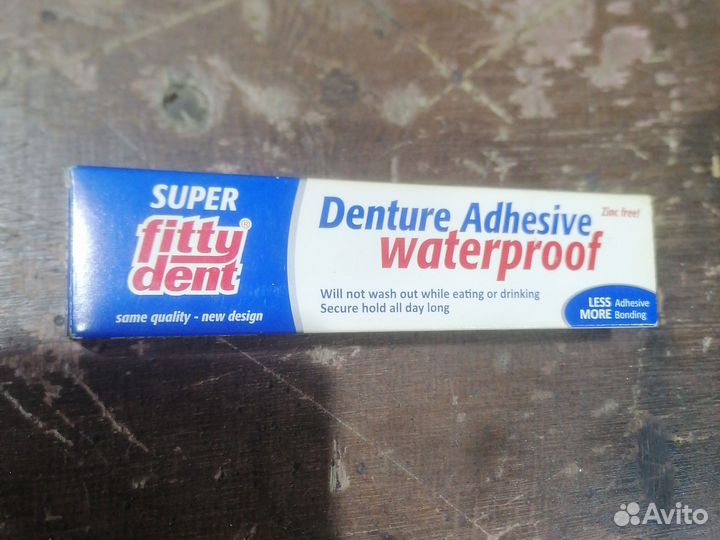 SUPER
fitty®
dent
same quality - new design
Denture Adhesive
waterproof
Zinc free!
Will not wash out while eating or drinking
Secure hold all day long
LESS Adhesive
MORE Bonding
Avito